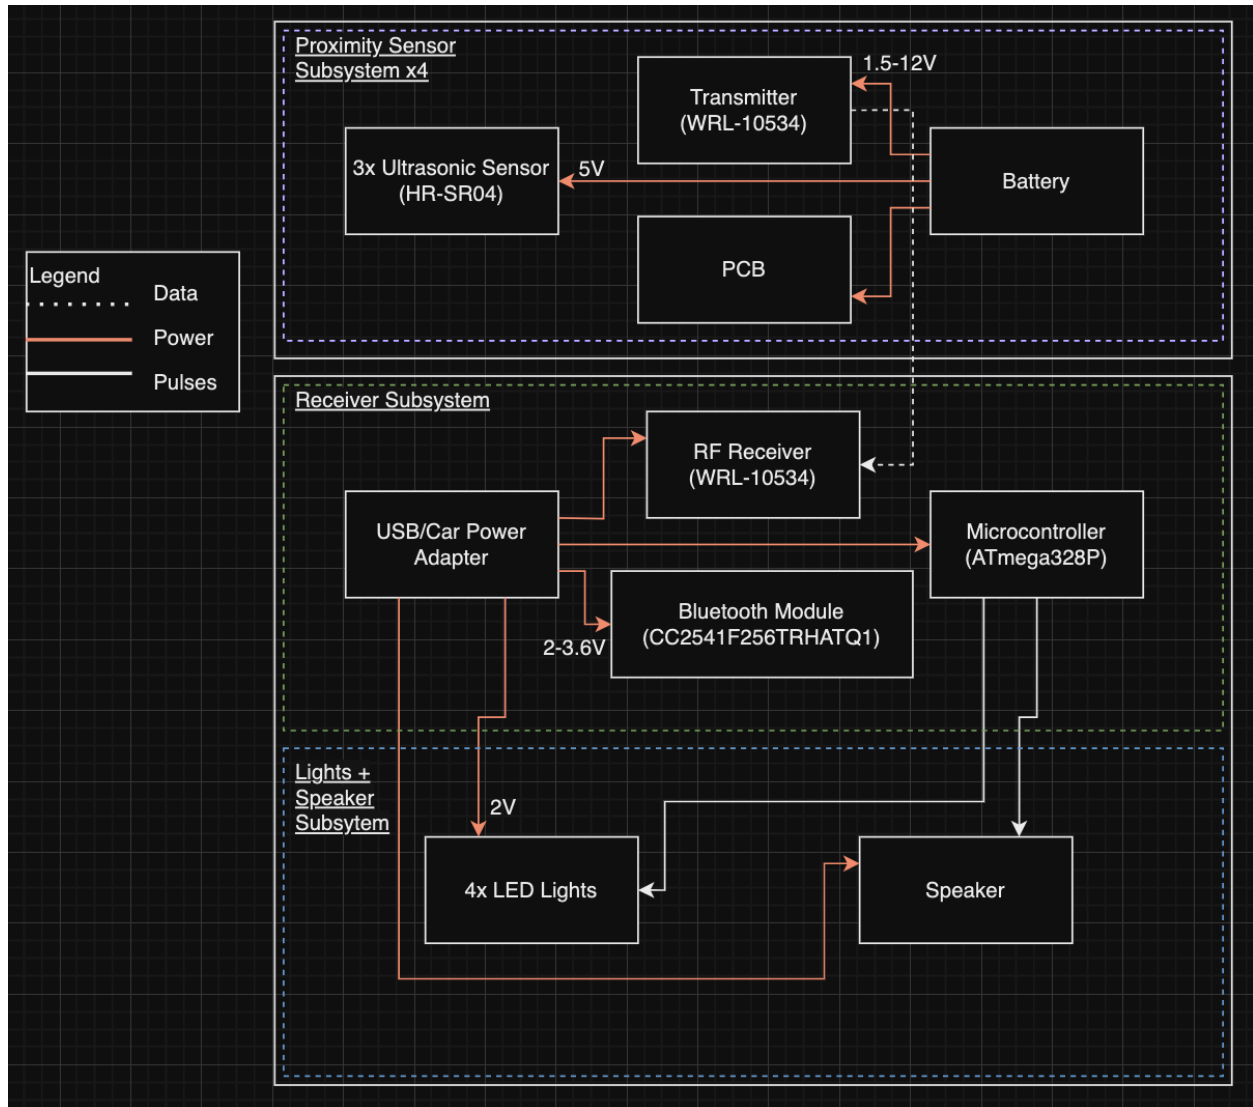 Proximity Sensor
Subsystem x4
1.5-12V
Transmitter
(WRL-10534)
3x Ultrasonic Sensor
(HR-SR04)
5V
Battery
PCB
Legend
Data
Power
Pulses
Receiver Subsystem
RF Receiver
(WRL-10534)
USB/Car Power
Adapter
Microcontroller
(ATmega328P)
Bluetooth Module
(CC2541F256TRHATQ1)
2-3.6V
Lights +
Speaker
Subsytem
2V
4x LED Lights
Speaker